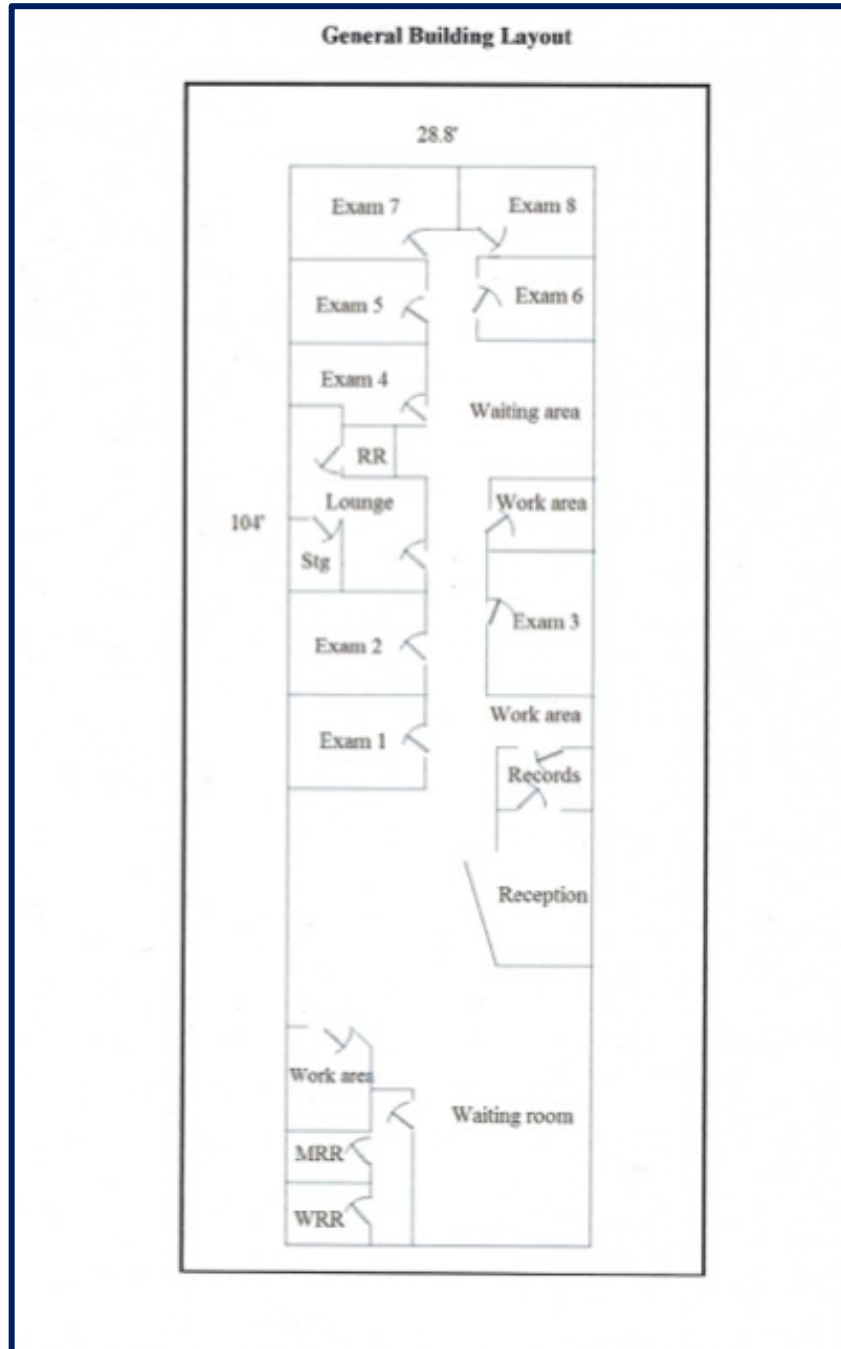 General Building Layout
28.8'
Exam 7
Exam 8
Exam 5
Exam 6
Exam 4
Waiting area
RR
Lounge
Work area
104'
Stg
Exam 3
Exam 2
Work area
Exam 1
Records
Reception
Work area
Waiting room
MRR
WRR